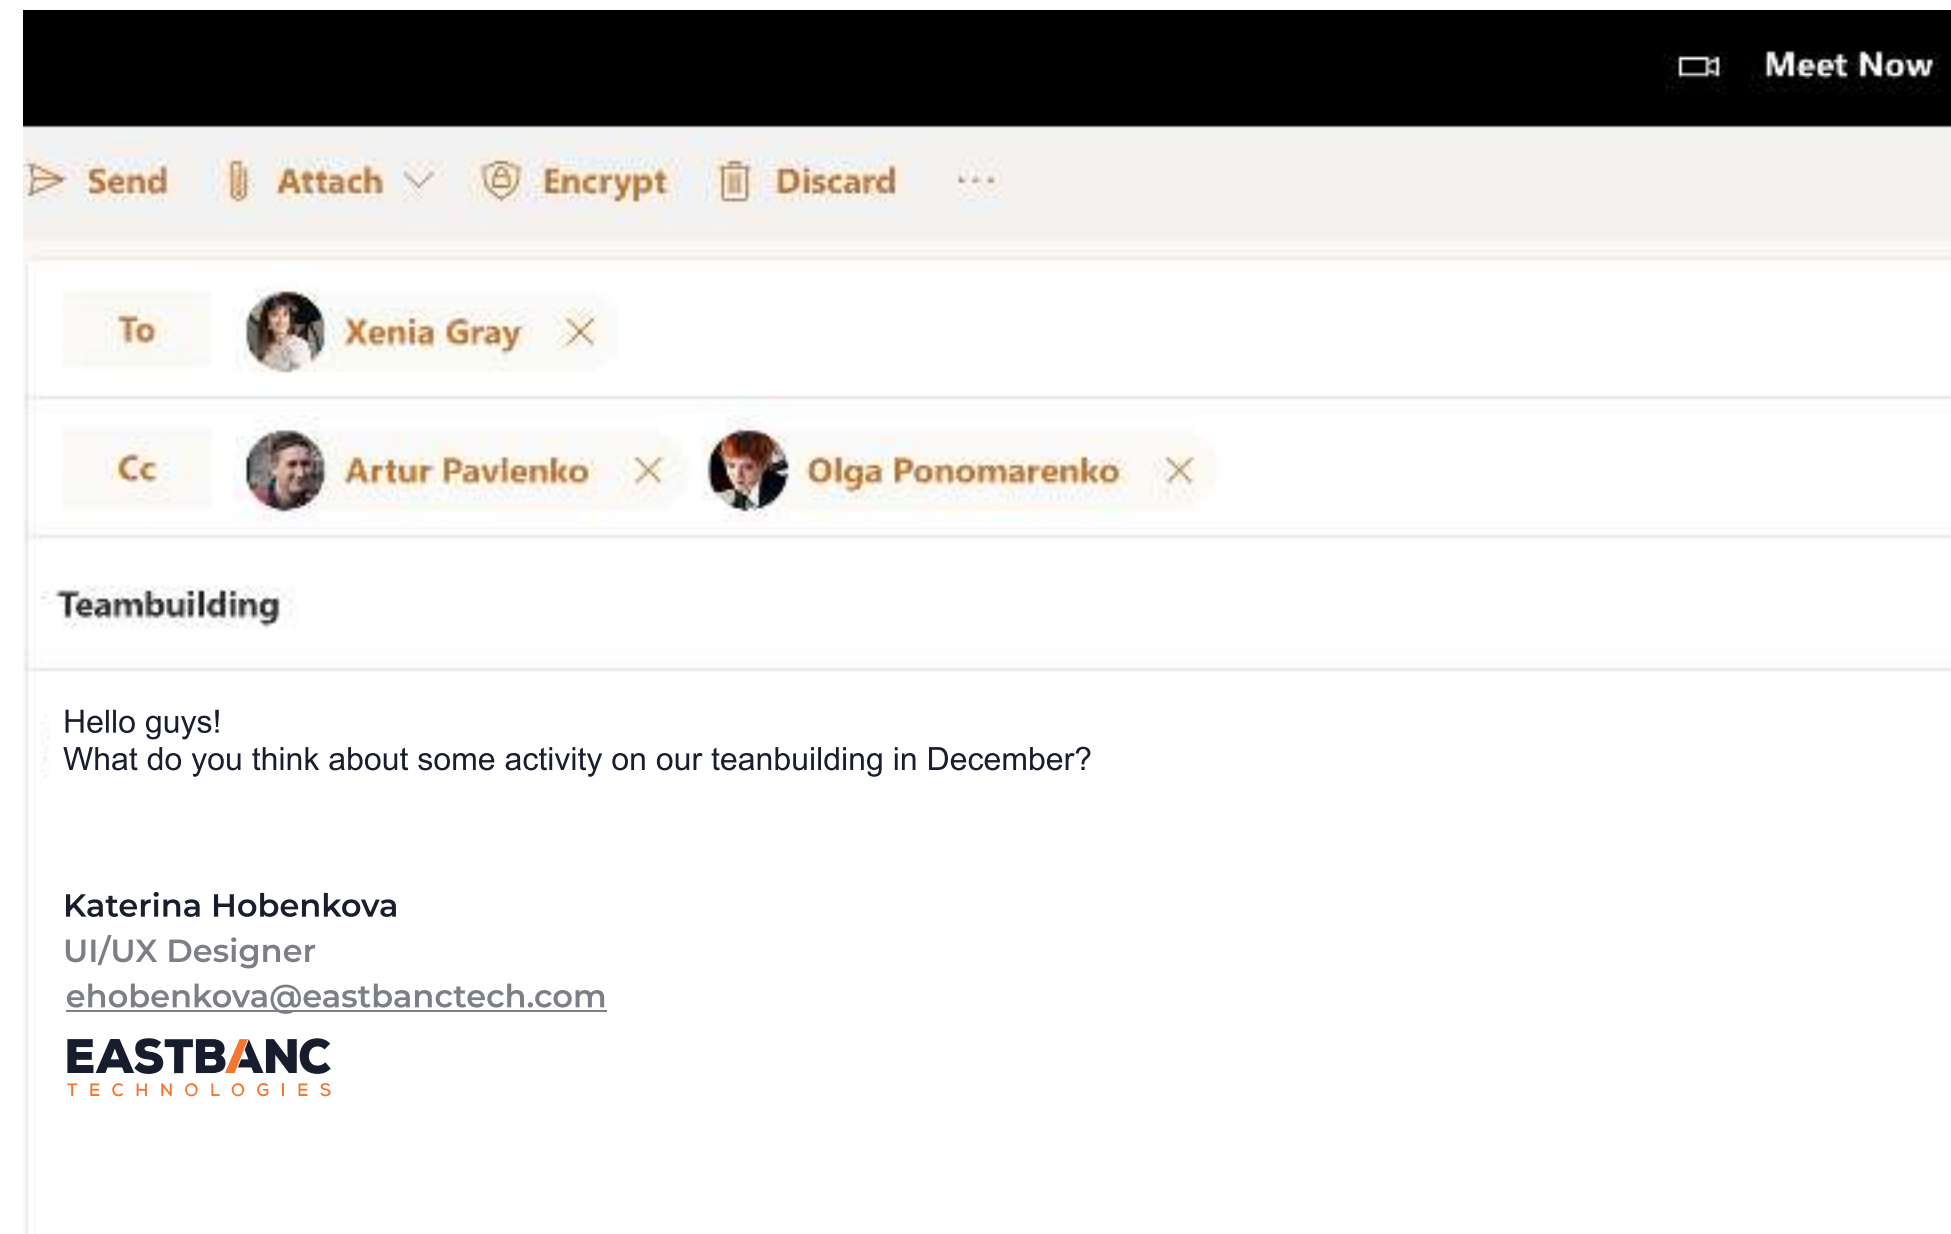 Meet Now
Send Attach Encrypt Discard ...
To Xenia Gray
Cc Artur Pavlenko Olga Ponomarenko
Teambuilding
Hello guys!
What do you think about some activity on our teanbuilding in December?
Katerina Hobenkova
UI/UX Designer
ehobenkova@eastbanctech.com
EASTBANC
TECHNOLOGIES